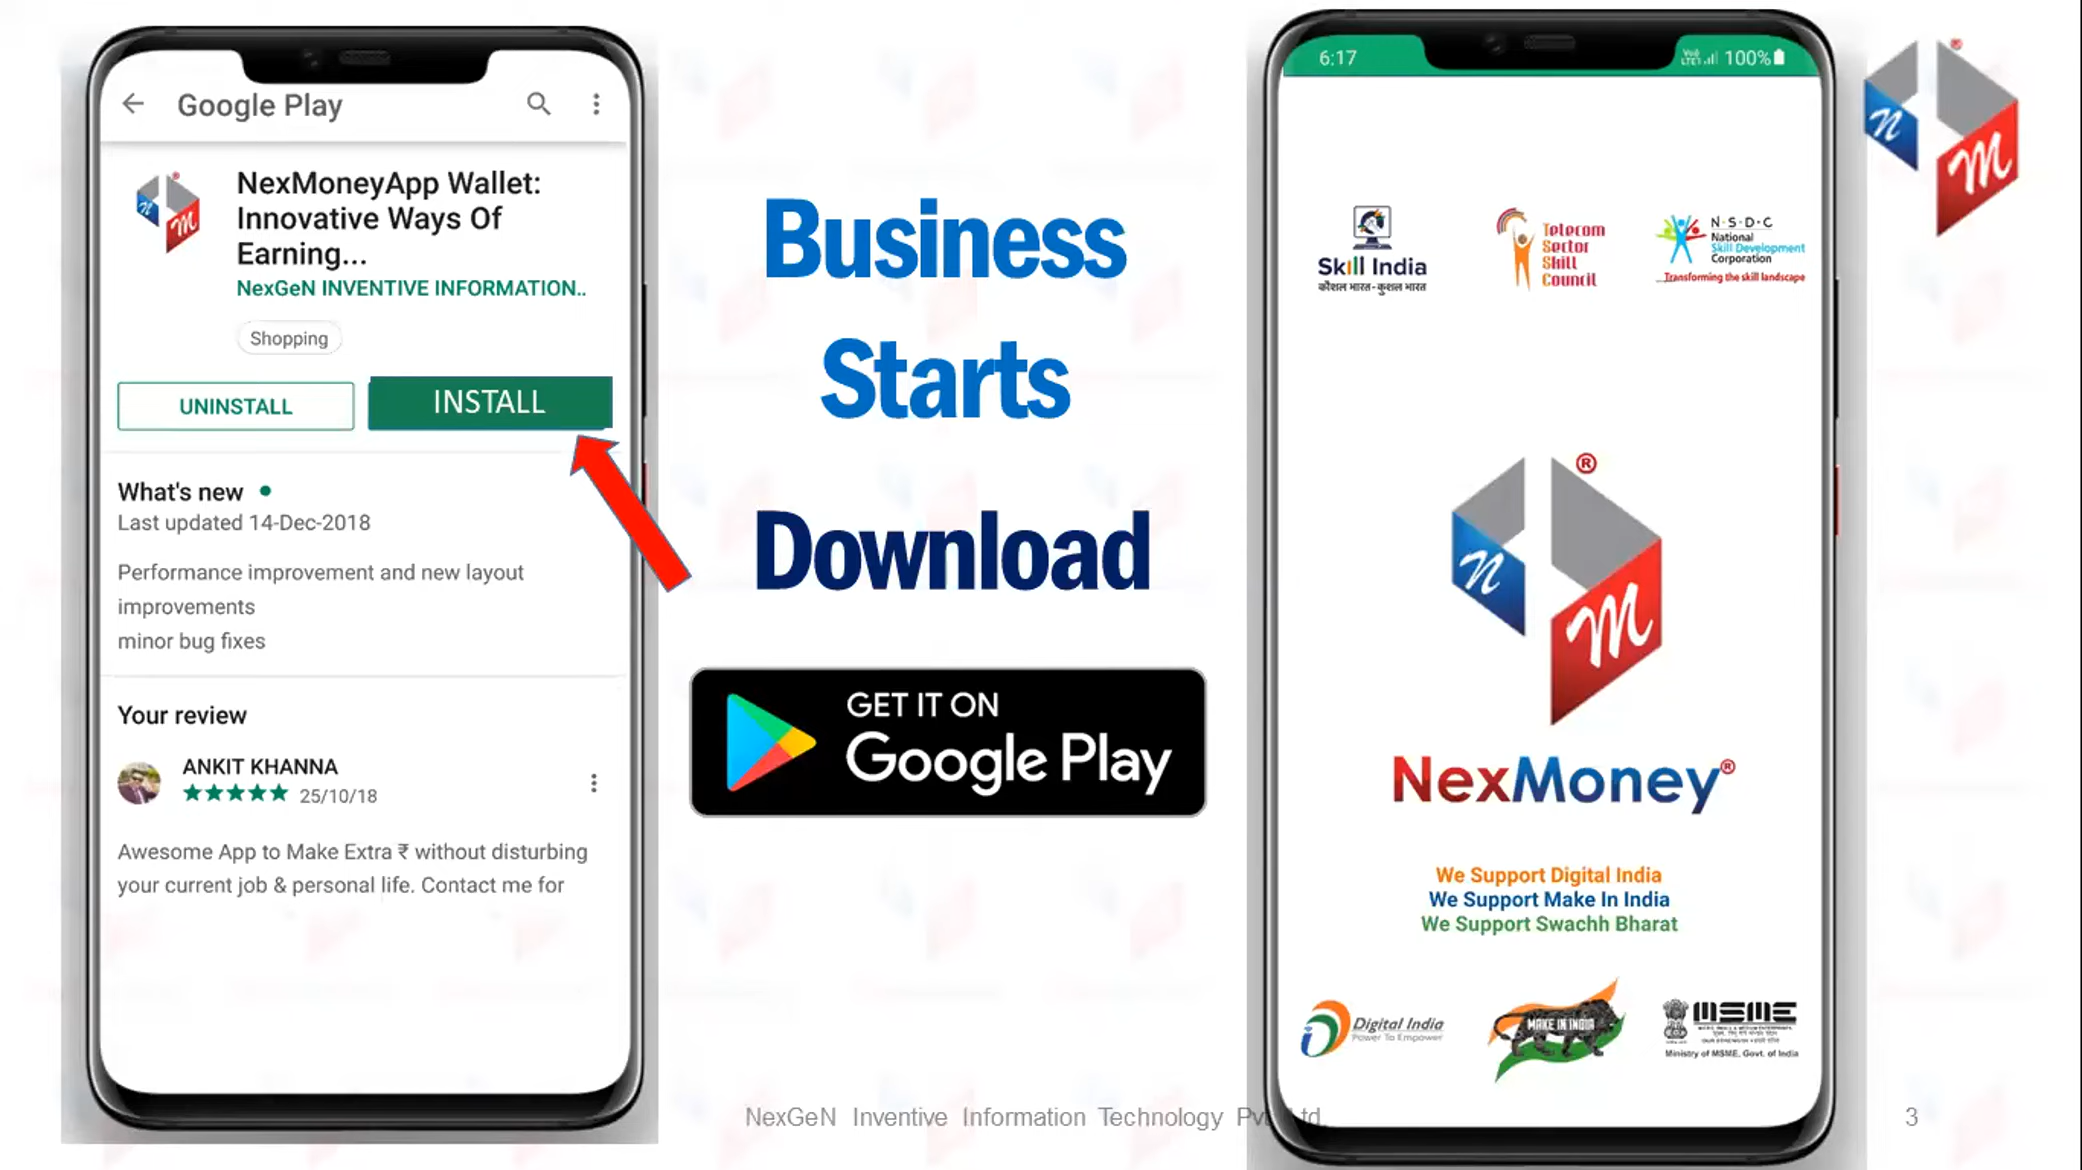 Google Play
NexMoneyApp Wallet:
Innovative Ways Of
Earning...
NexGeN INVENTIVE INFORMATION..
Shopping
UNINSTALL
INSTALL
What's new
Last updated 14-Dec-2018
Performance improvement and new layout
improvements
minor bug fixes
Your review
ANKIT KHANNA
25/10/18
Awesome App to Make Extra ₹ without disturbing
your current job & personal life. Contact me for
Business
Starts
Download
GET IT ON
Google Play
6:17
100%
n
m
®
Skill India
कौशल भारत-कुशल भारत
Telecom
Sector
Skill
Council
N·S·D·C
National
Skill Development
Corporation
Transforming the skill landscape
®
n
m
NexMoney®
We Support Digital India
We Support Make In India
We Support Swachh Bharat
Digital India
Power To Empower
MAKE IN INDIA
MSME
Ministry of MSME, Govt. of India
NexGeN Inventive Information Technology Pvt. Ltd.
3